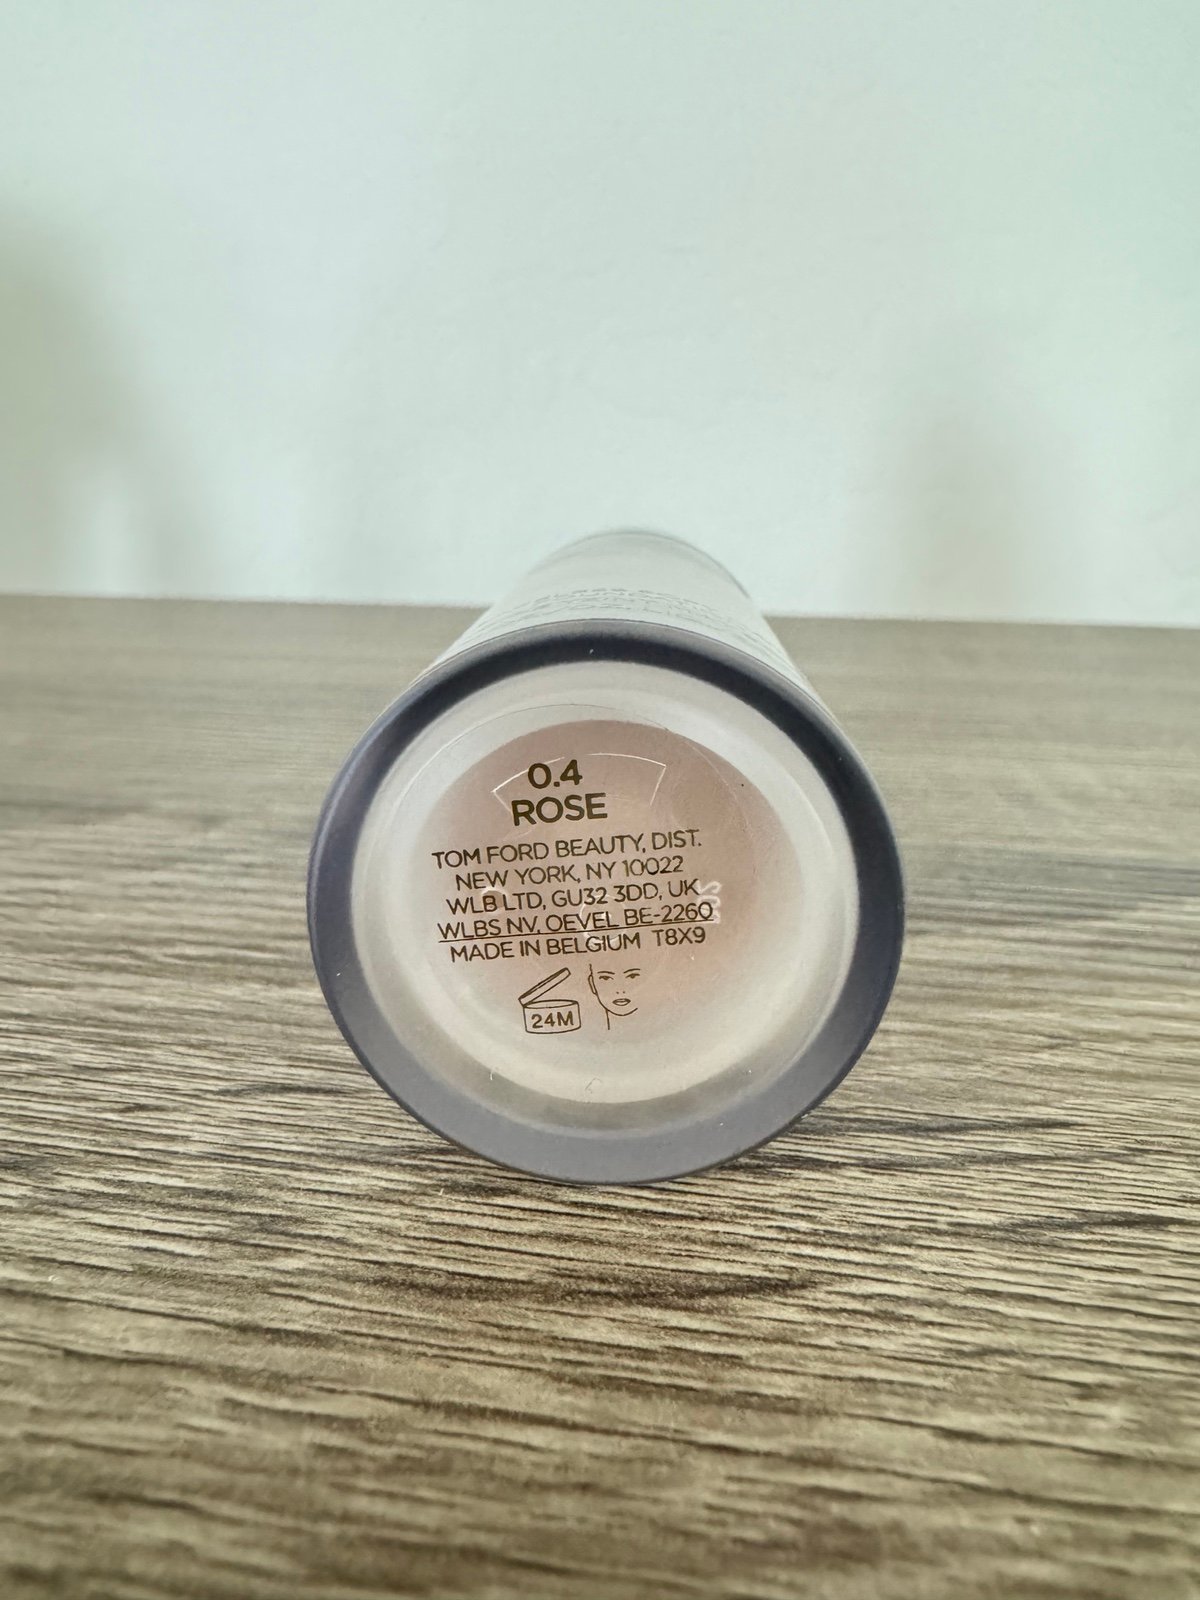 0.4
ROSE
TOM FORD BEAUTY, DIST.
NEW YORK, NY 10022
WLB LTD, GU32 3DD, UK
WLBS NV, OEVEL BE-2260
MADE IN BELGIUM T8X9
24M